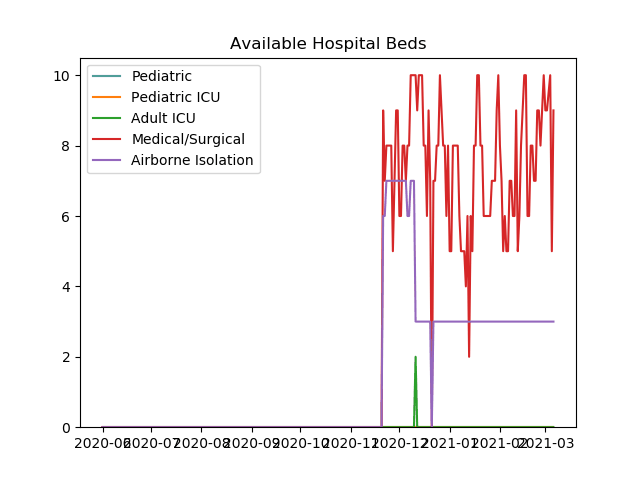 Available Hospital Beds
Pediatric
Pediatric ICU
Adult ICU
Medical/Surgical
Airborne Isolation
10
8
6
4
2
0
2020-06 2020-07 2020-08 2020-09 2020-10 2020-11 2020-12 2021-01 2021-02 2021-03